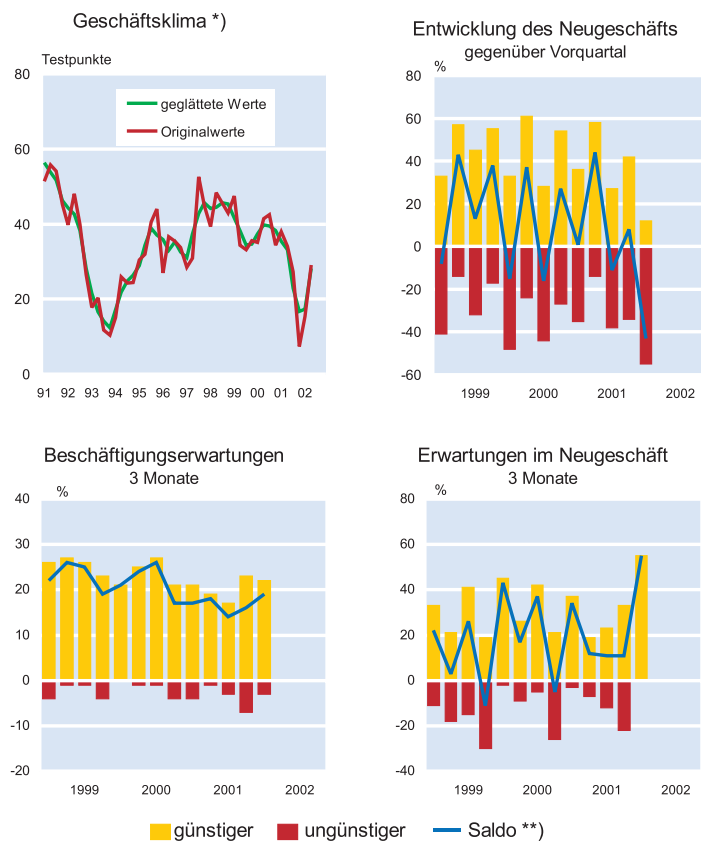 Geschäftsklima *)
Testpunkte
80
60
40
20
0
geglättete Werte
Originalwerte
91 92 93 94 95 96 97 98 99 00 01 02
Entwicklung des Neugeschäfts
gegenüber Vorquartal
%
80
60
40
20
0
-20
-40
-60
1999 2000 2001 2002
Beschäftigungserwartungen
3 Monate
%
40
30
20
10
0
-10
-20
1999 2000 2001 2002
Erwartungen im Neugeschäft
3 Monate
%
80
60
40
20
0
-20
-40
1999 2000 2001 2002
günstiger ungünstiger Saldo **)